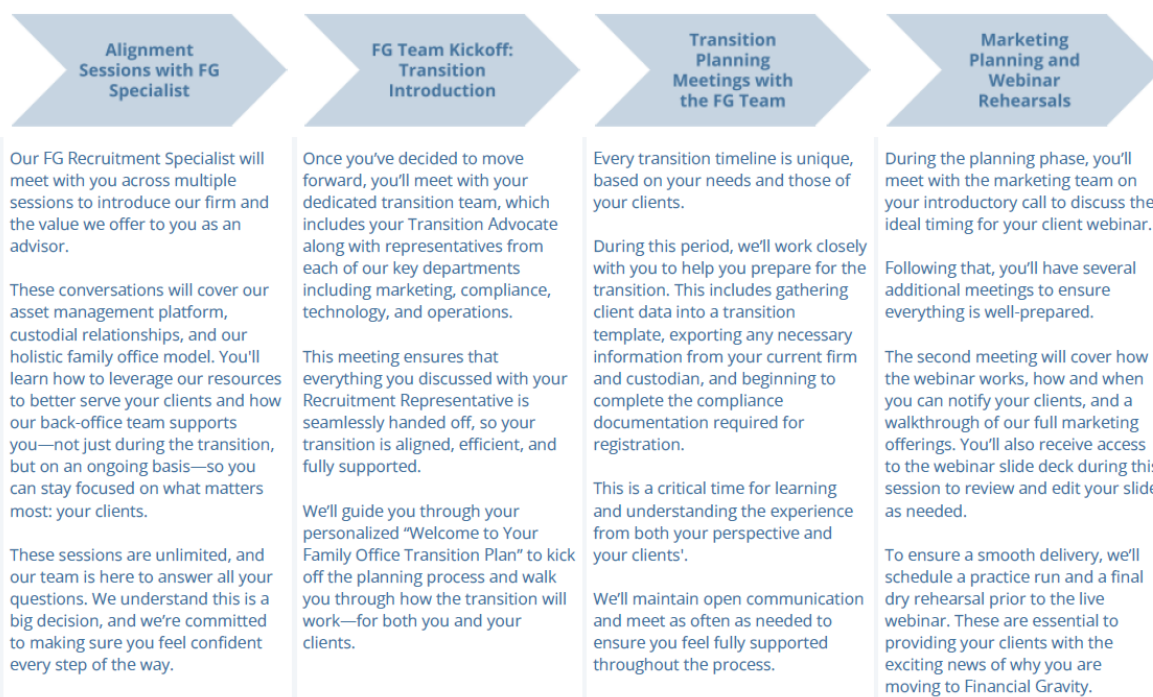 Alignment
Sessions with FG
Specialist
Our FG Recruitment Specialist will
meet with you across multiple
sessions to introduce our firm and
the value we offer to you as an
advisor.
These conversations will cover our
asset management platform,
custodial relationships, and our
holistic family office model. You'll
learn how to leverage our resources
to better serve your clients and how
our back-office team supports
you—not just during the transition,
but on an ongoing basis—so you
can stay focused on what matters
most: your clients.
These sessions are unlimited, and
our team is here to answer all your
questions. We understand this is a
big decision, and we're committed
to making sure you feel confident
every step of the way.
FG Team Kickoff:
Transition
Introduction
Once you've decided to move
forward, you'll meet with your
dedicated transition team, which
includes your Transition Advocate
along with representatives from
each of our key departments
including marketing, compliance,
technology, and operations.
This meeting ensures that
everything you discussed with your
Recruitment Representative is
seamlessly handed off, so your
transition is aligned, efficient, and
fully supported.
We'll guide you through your
personalized “Welcome to Your
Family Office Transition Plan” to kick
off the planning process and walk
you through how the transition will
work—for both you and your
clients.
Transition
Planning
Meetings with
the FG Team
Every transition timeline is unique,
based on your needs and those of
your clients.
During this period, we'll work closely
with you to help you prepare for the
transition. This includes gathering
client data into a transition
template, exporting any necessary
information from your current firm
and custodian, and beginning to
complete the compliance
documentation required for
registration.
This is a critical time for learning
and understanding the experience
from both your perspective and
your clients'.
We'll maintain open communication
and meet as often as needed to
ensure you feel fully supported
throughout the process.
Marketing
Planning and
Webinar
Rehearsals
During the planning phase, you'll
meet with the marketing team on
your introductory call to discuss the
ideal timing for your client webinar.
Following that, you'll have several
additional meetings to ensure
everything is well-prepared.
The second meeting will cover how
the webinar works, how and when
you can notify your clients, and a
walkthrough of our full marketing
offerings. You'll also receive access
to the webinar slide deck during this
session to review and edit your slide
as needed.
To ensure a smooth delivery, we'll
schedule a practice run and a final
dry rehearsal prior to the live
webinar. These are essential to
providing your clients with the
exciting news of why you are
moving to Financial Gravity.